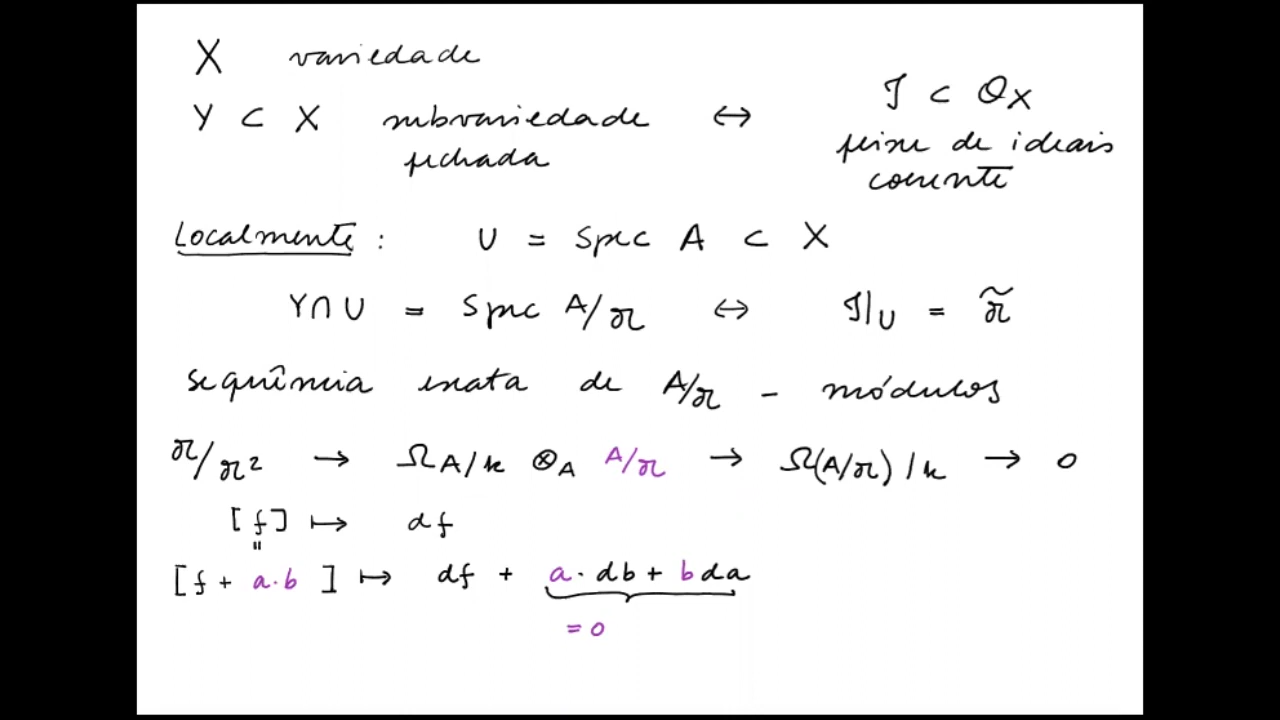 X variedade
Y ⊂ X subvariedade fechada ↔ I ⊂ O_X feixe de ideais coerente
Localmente : U = Spec A ⊂ X
Y ∩ U = Spec A/π ↔ I|_U = π̃
sequência exata de A/π - módulos
π/π² → Ω_{A/k} ⊗_A A/π → Ω_{(A/π)/k} → 0
[f] ↦ df
"
[f + a·b] ↦ df + a·db + b da
= 0